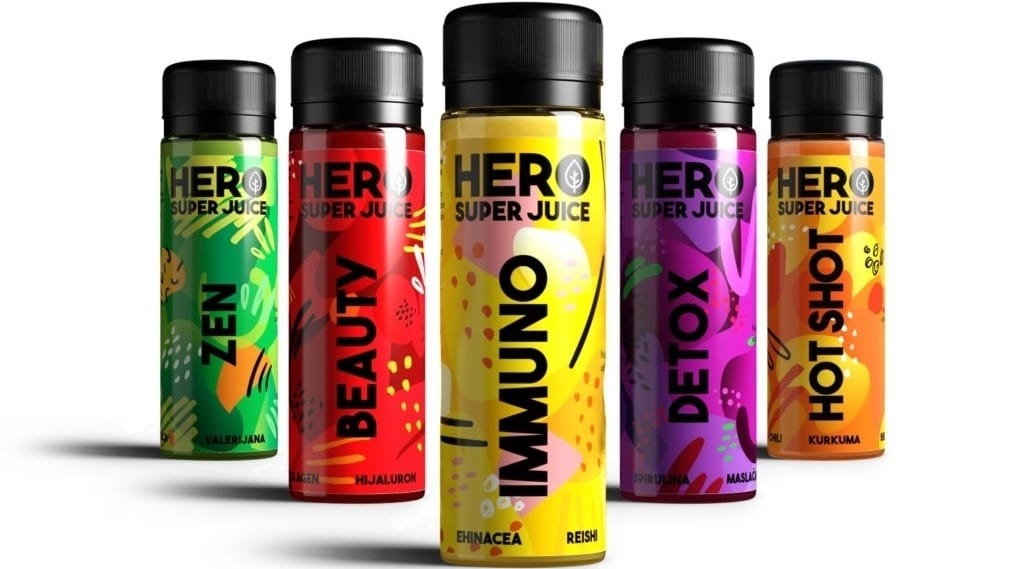 HERO
SUPER JUICE
ZEN
VALERIJANA
HERO
SUPER JUICE
BEAUTY
HIJALURON
HERO
SUPER JUICE
IMMUNO
EHINACEA REISHI
HERO
SUPER JUICE
DETOX
SPIRULINA
HERO
SUPER JUICE
HOT SHOT
KURKUMA